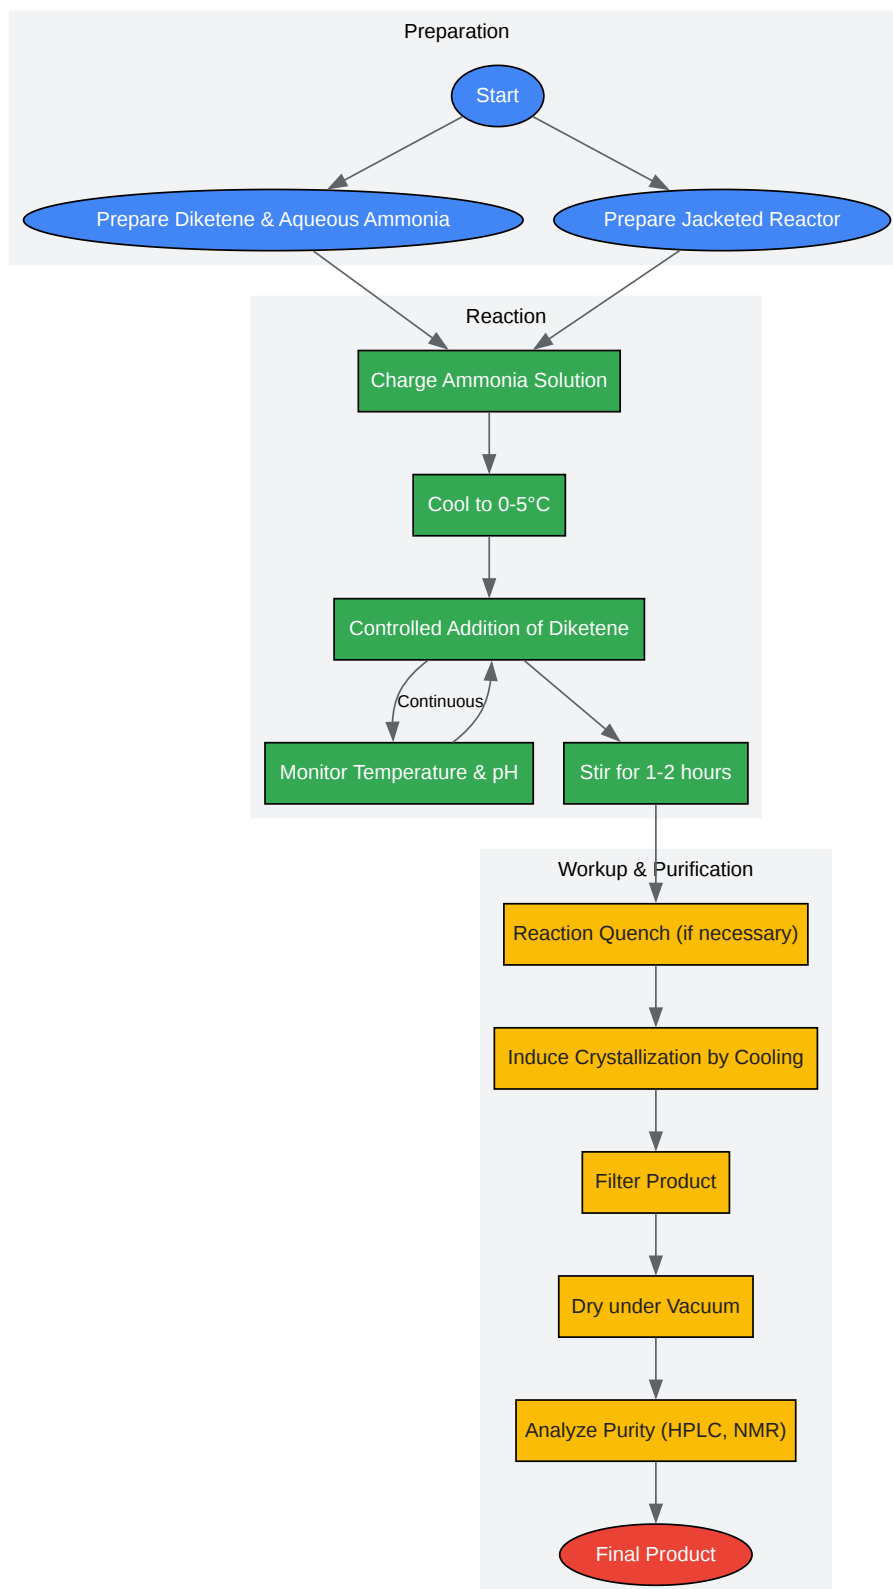 Preparation
Start
Prepare Diketene & Aqueous Ammonia
Prepare Jacketed Reactor
Reaction
Charge Ammonia Solution
Cool to 0-5°C
Controlled Addition of Diketene
Continuous
Monitor Temperature & pH
Stir for 1-2 hours
Workup & Purification
Reaction Quench (if necessary)
Induce Crystallization by Cooling
Filter Product
Dry under Vacuum
Analyze Purity (HPLC, NMR)
Final Product